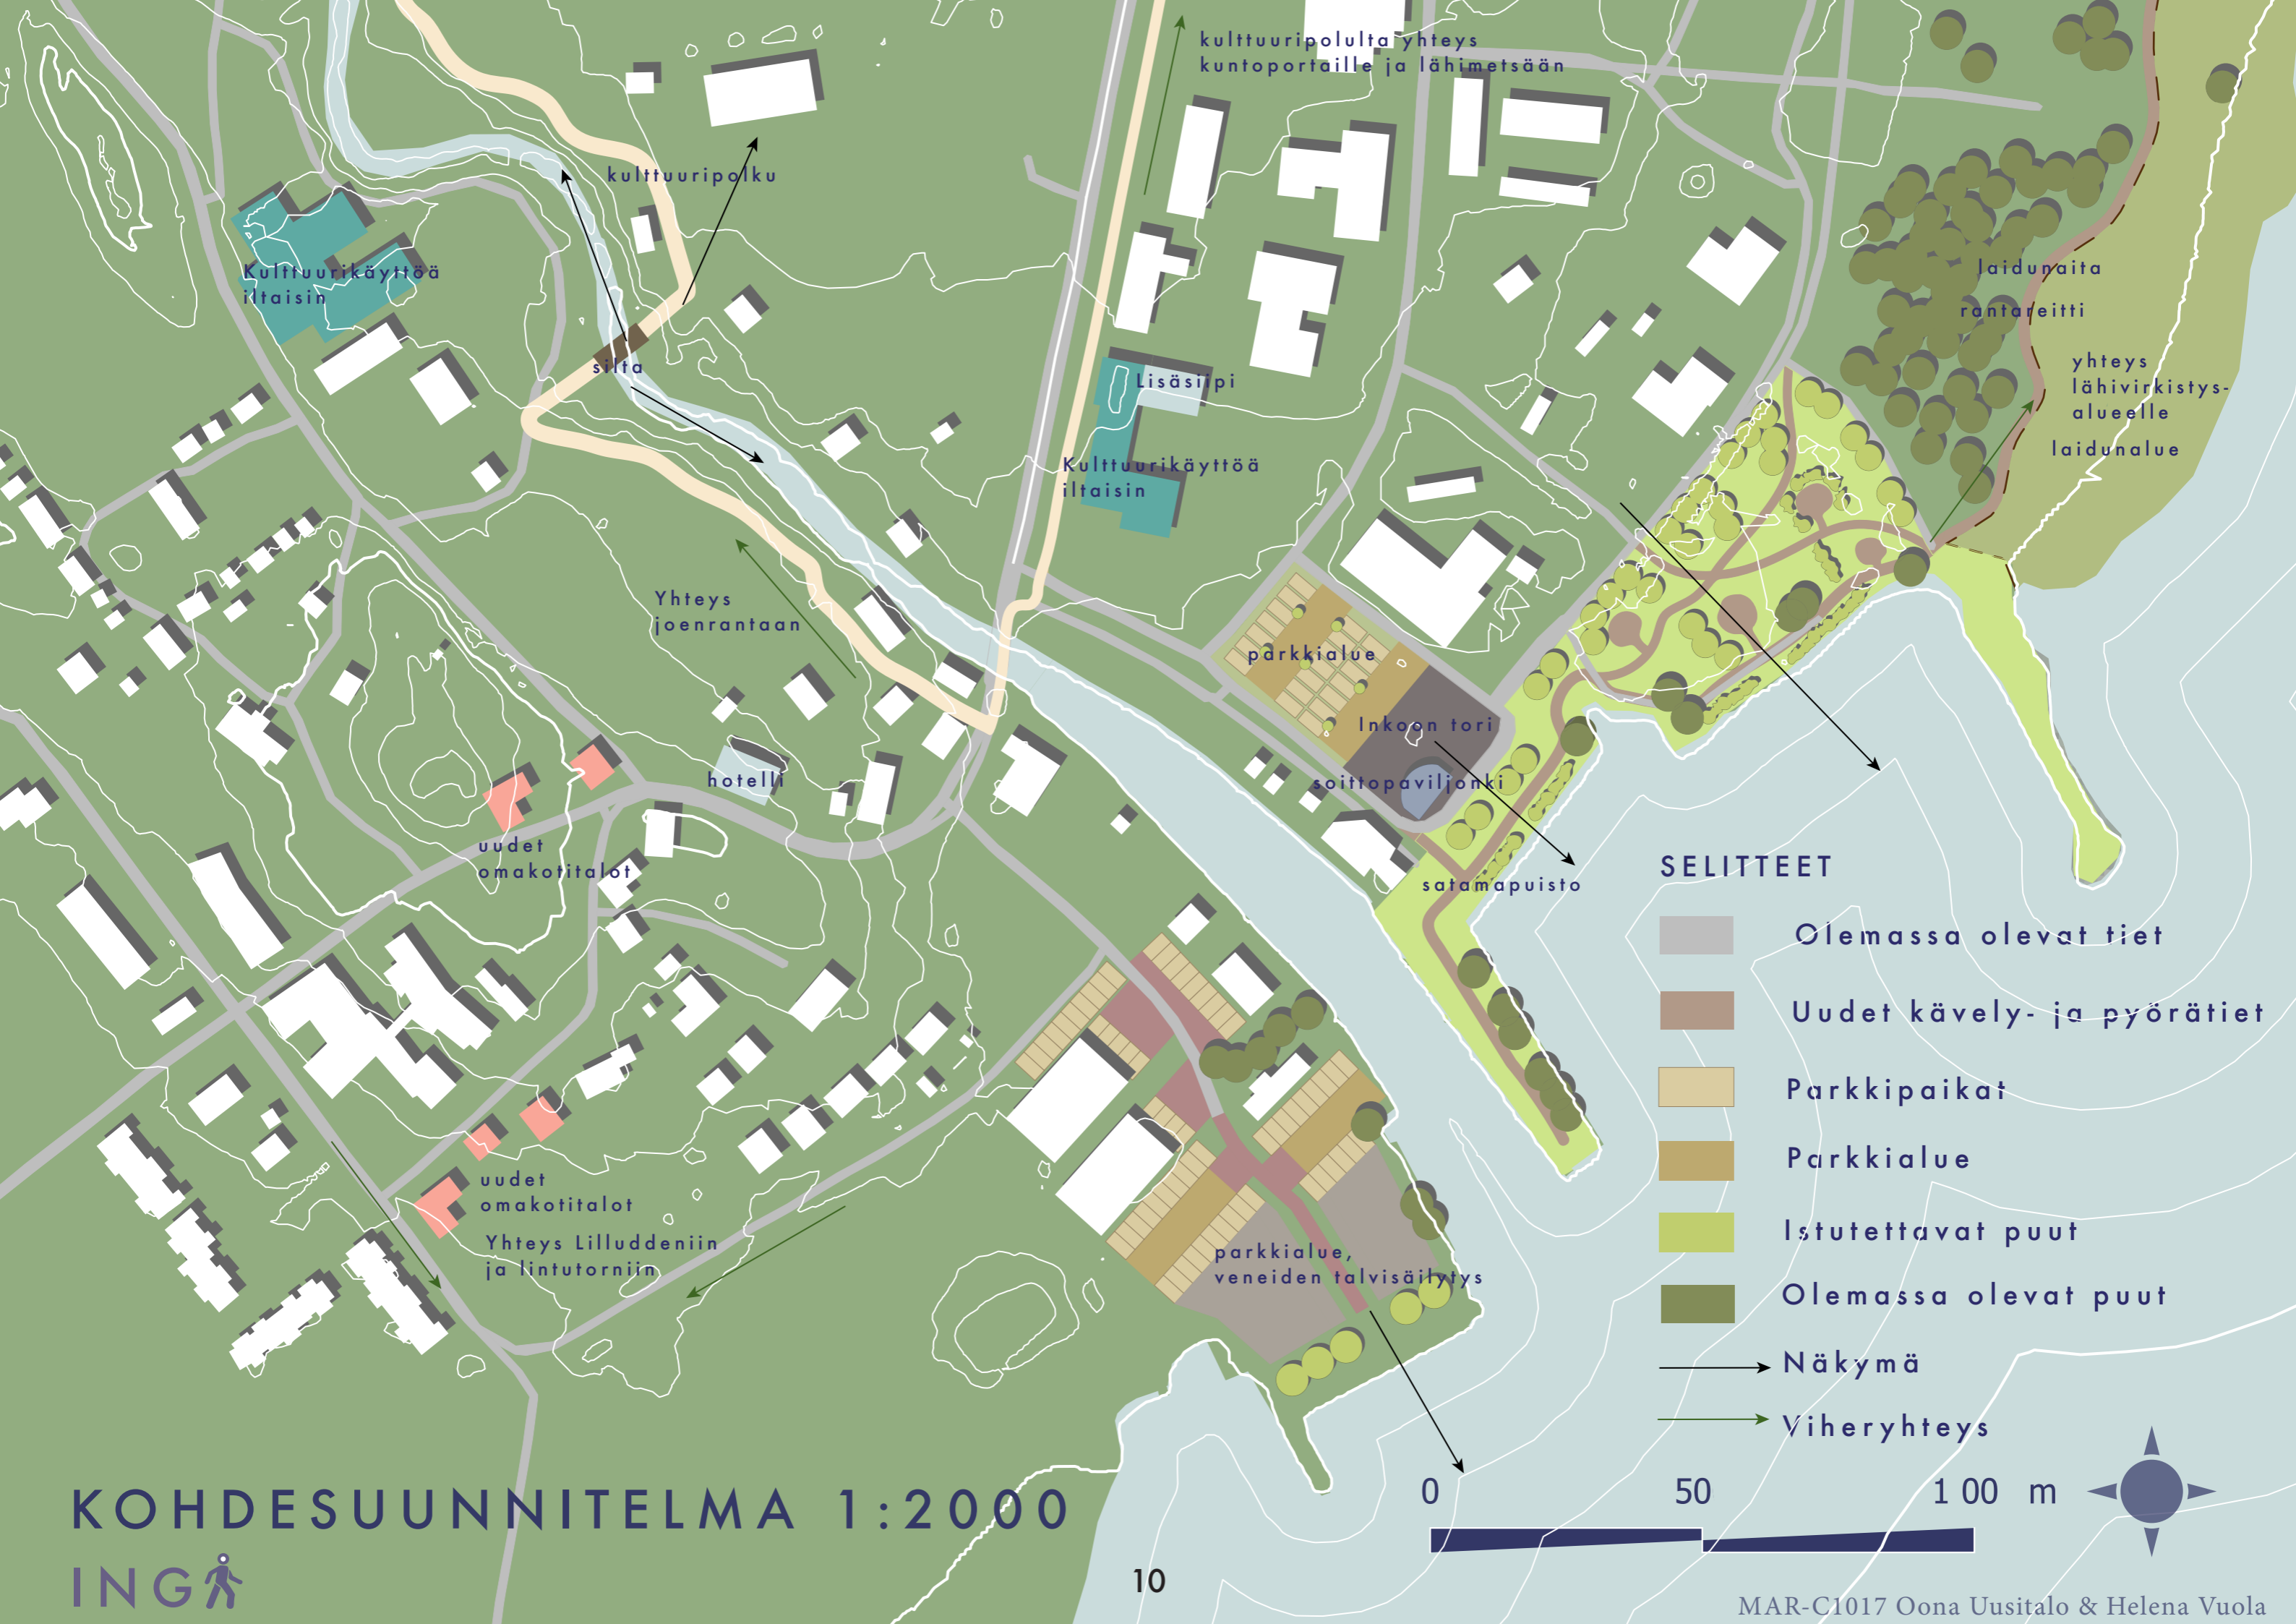 kulttuuripolulta yhteys
kuntoportaille ja lähimetsään
kulttuuripolku
Kulttuurikäyttöä
iltaisin
laidunaita
rantareitti
silta
Lisäsiipi
yhteys
lähivirkistys-
alueelle
laidunalue
Kulttuurikäyttöä
iltaisin
Yhteys
joenrantaan
parkkialue
Inkoon tori
hotelli
soittopaviljonki
uudet
omakotitalot
satamapuisto
SELITTEET
Olemassa olevat tiet
Uudet kävely- ja pyörätiet
Parkkipaikat
Parkkialue
Istutettavat puut
Olemassa olevat puut
Näkymä
Viheryhteys
uudet
omakotitalot
Yhteys Lilluddeniin
ja lintutorniin
parkkialue,
veneiden talvisäilytys
0 50 100 m
KOHDESUUNNITELMA 1:2000
ING
10
MAR-C1017 Oona Uusitalo & Helena Vuola